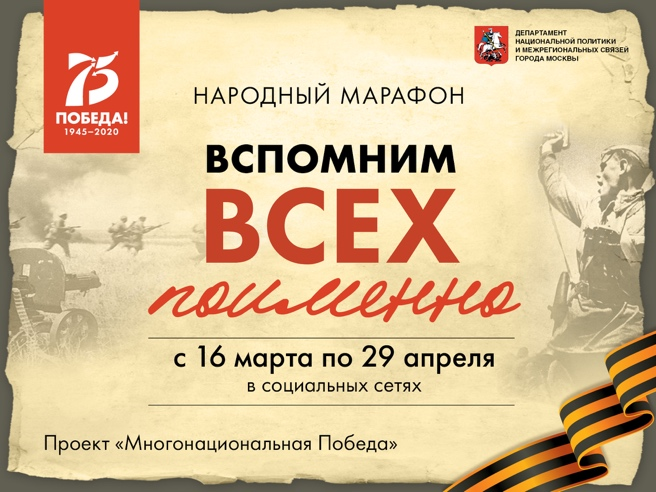 75
ПОБЕДА!
1945–2020
ДЕПАРТАМЕНТ
НАЦИОНАЛЬНОЙ ПОЛИТИКИ
И МЕЖРЕГИОНАЛЬНЫХ СВЯЗЕЙ
ГОРОДА МОСКВЫ
НАРОДНЫЙ МАРАФОН
ВСПОМНИМ
ВСЕХ
поименно
с 16 марта по 29 апреля
в социальных сетях
Проект «Многонациональная Победа»